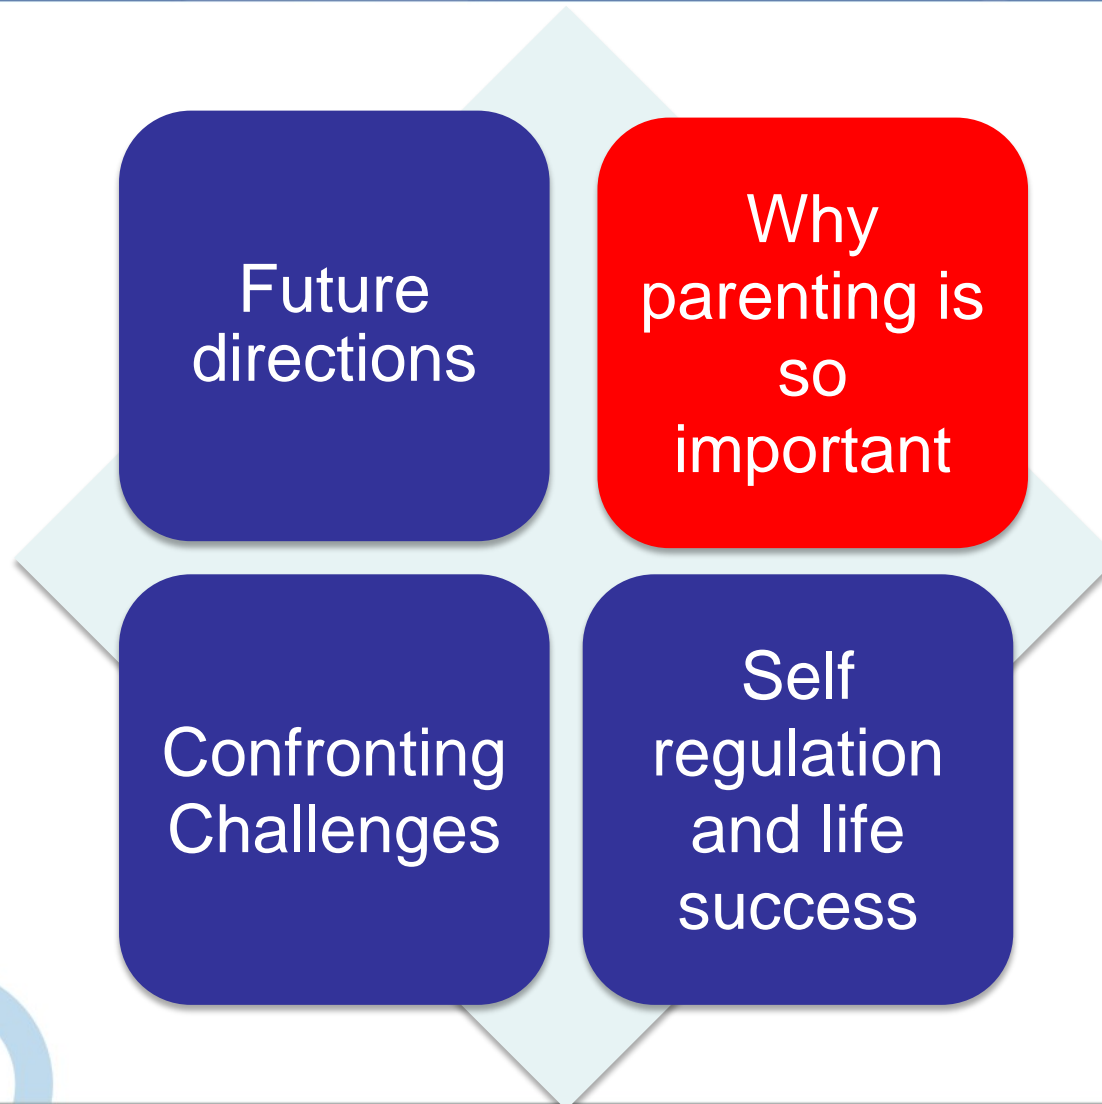 Future
directions
Why
parenting is
so
important
Confronting
Challenges
Self
regulation
and life
success